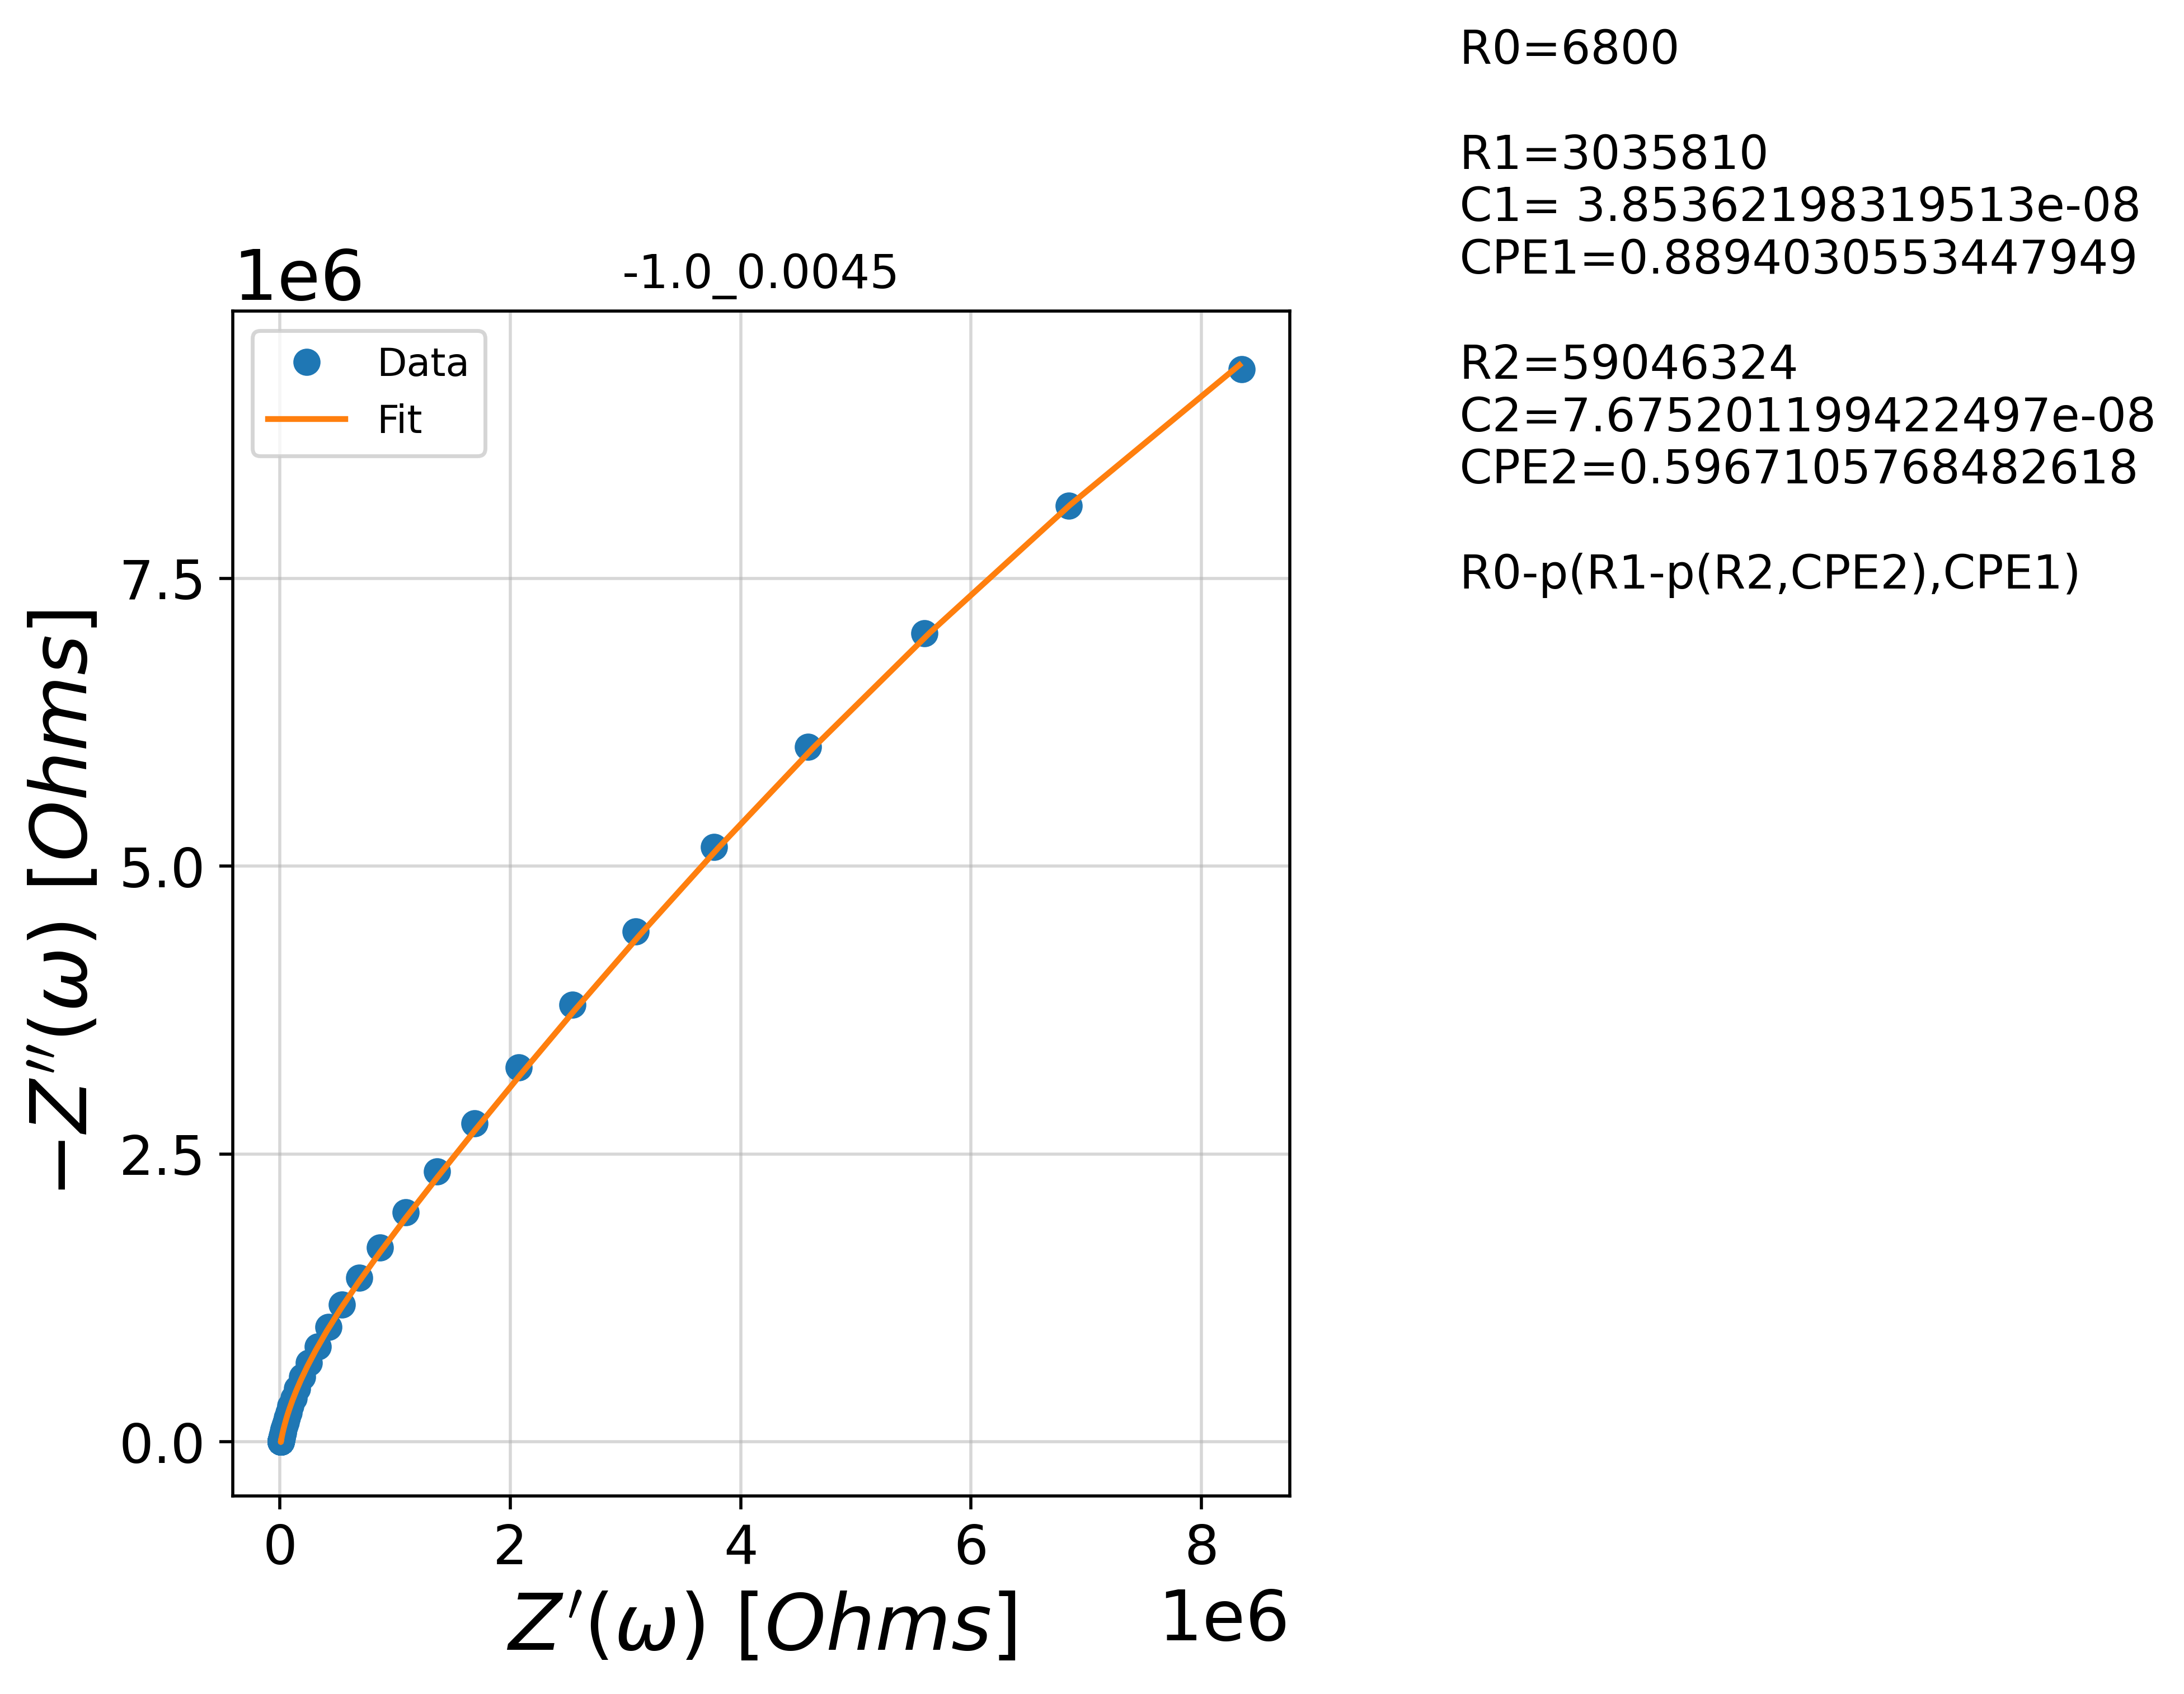 R0=6800
R1=3035810
C1= 3.853621983195513e-08
CPE1=0.8894030553447949
R2=59046324
C2=7.675201199422497e-08
CPE2=0.5967105768482618
R0-p(R1-p(R2,CPE2),CPE1)
1e6
-1.0_0.0045
Data
Fit
7.5
5.0
2.5
0.0
−Z′′(ω) [Ohms]
0 2 4 6 8
1e6
Z′(ω) [Ohms]